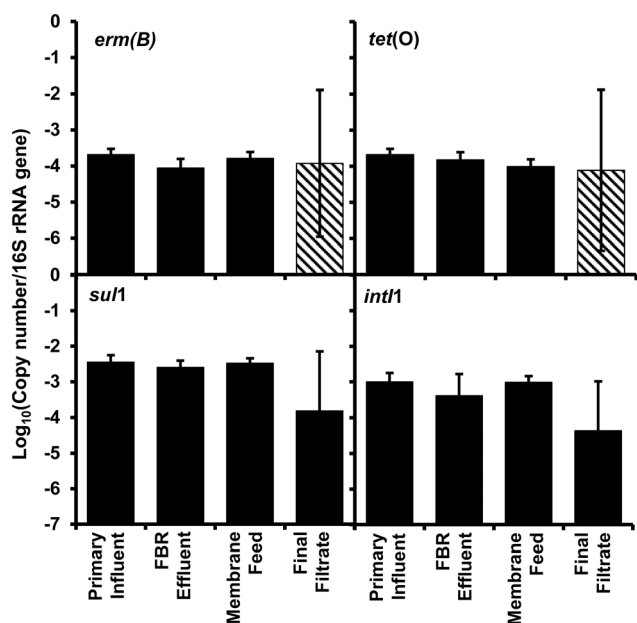 Log10(Copy number/16S rRNA gene)
0
-1
-2
-3
-4
-5
-6
0
-1
-2
-3
-4
-5
-6
-7
erm(B)
tet(O)
sul1
intI1
Primary
Influent
FBR
Effluent
Membrane
Feed
Final
Filtrate
Primary
Influent
FBR
Effluent
Membrane
Feed
Final
Filtrate